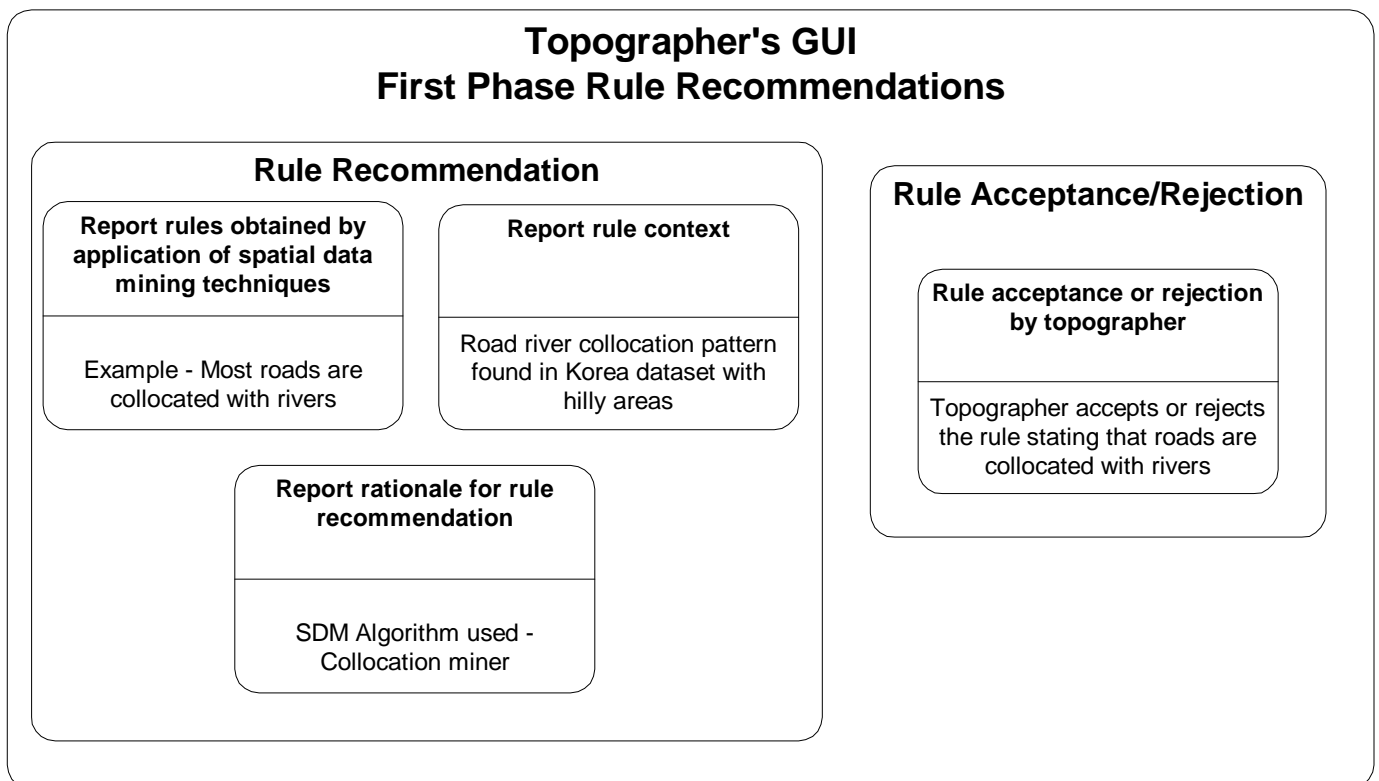 Topographer's GUI
First Phase Rule Recommendations
Rule Recommendation
Report rules obtained by
application of spatial data
mining techniques
Example - Most roads are
collocated with rivers
Report rule context
Road river collocation pattern
found in Korea dataset with
hilly areas
Report rationale for rule
recommendation
SDM Algorithm used -
Collocation miner
Rule Acceptance/Rejection
Rule acceptance or rejection
by topographer
Topographer accepts or rejects
the rule stating that roads are
collocated with rivers